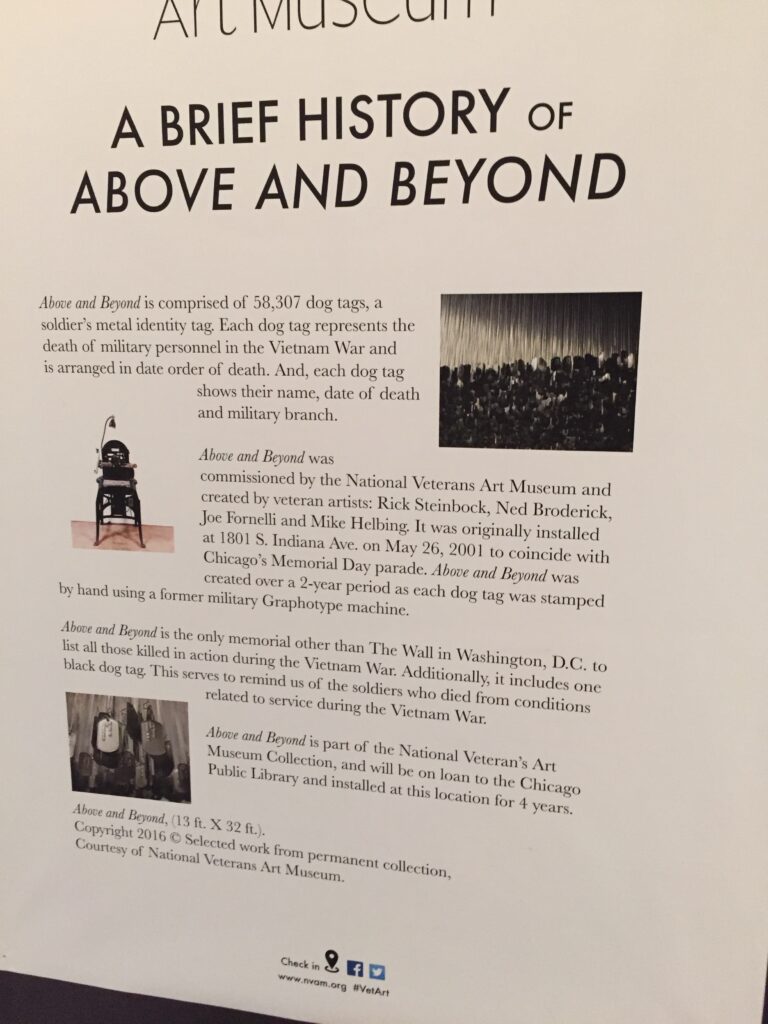 Art Museum
A BRIEF HISTORY OF
ABOVE AND BEYOND
Above and Beyond is comprised of 58,307 dog tags, a
soldier's metal identity tag. Each dog tag represents the
death of military personnel in the Vietnam War and
is arranged in date order of death. And, each dog tag
shows their name, date of death
and military branch.
Above and Beyond was
commissioned by the National Veterans Art Museum and
created by veteran artists: Rick Steinbock, Ned Broderick,
Joe Fornelli and Mike Helbing. It was originally installed
at 1801 S. Indiana Ave. on May 26, 2001 to coincide with
Chicago's Memorial Day parade. Above and Beyond was
created over a 2-year period as each dog tag was stamped
by hand using a former military Graphotype machine.
Above and Beyond is the only memorial other than The Wall in Washington, D.C. to
list all those killed in action during the Vietnam War. Additionally, it includes one
black dog tag. This serves to remind us of the soldiers who died from conditions
related to service during the Vietnam War.
Above and Beyond is part of the National Veteran's Art
Museum Collection, and will be on loan to the Chicago
Public Library and installed at this location for 4 years.
Above and Beyond, (13 ft. X 32 ft.).
Copyright 2016 © Selected work from permanent collection,
Courtesy of National Veterans Art Museum.
Check in
www.nvam.org #VetArt